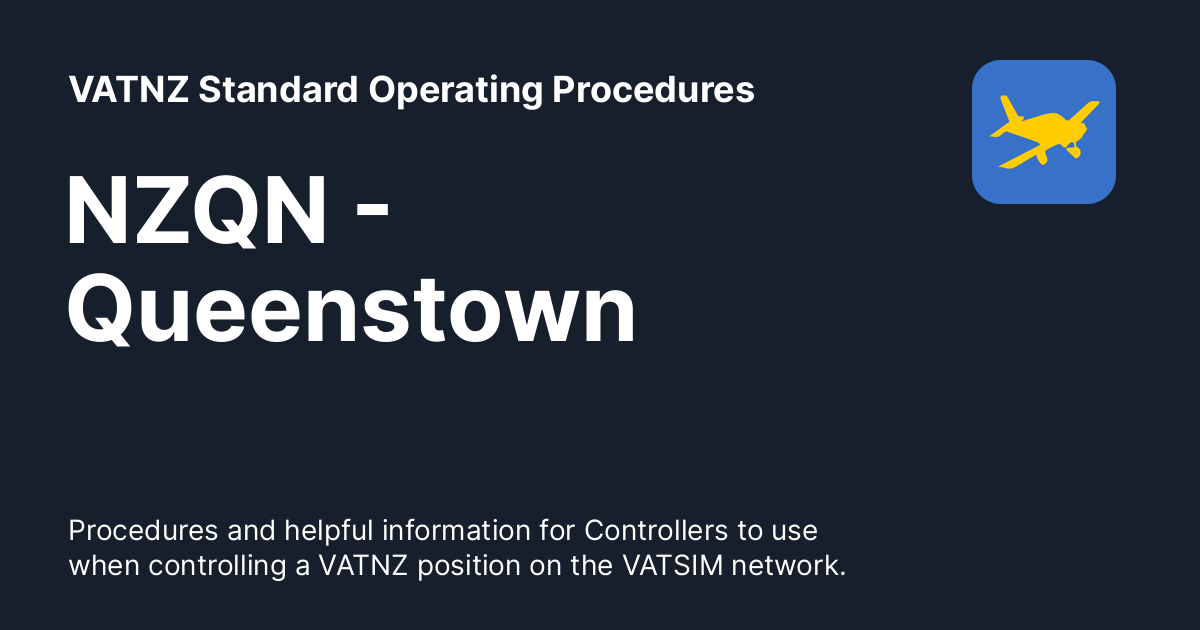 VATNZ Standard Operating Procedures
NZQN -
Queenstown
Procedures and helpful information for Controllers to use
when controlling a VATNZ position on the VATSIM network.